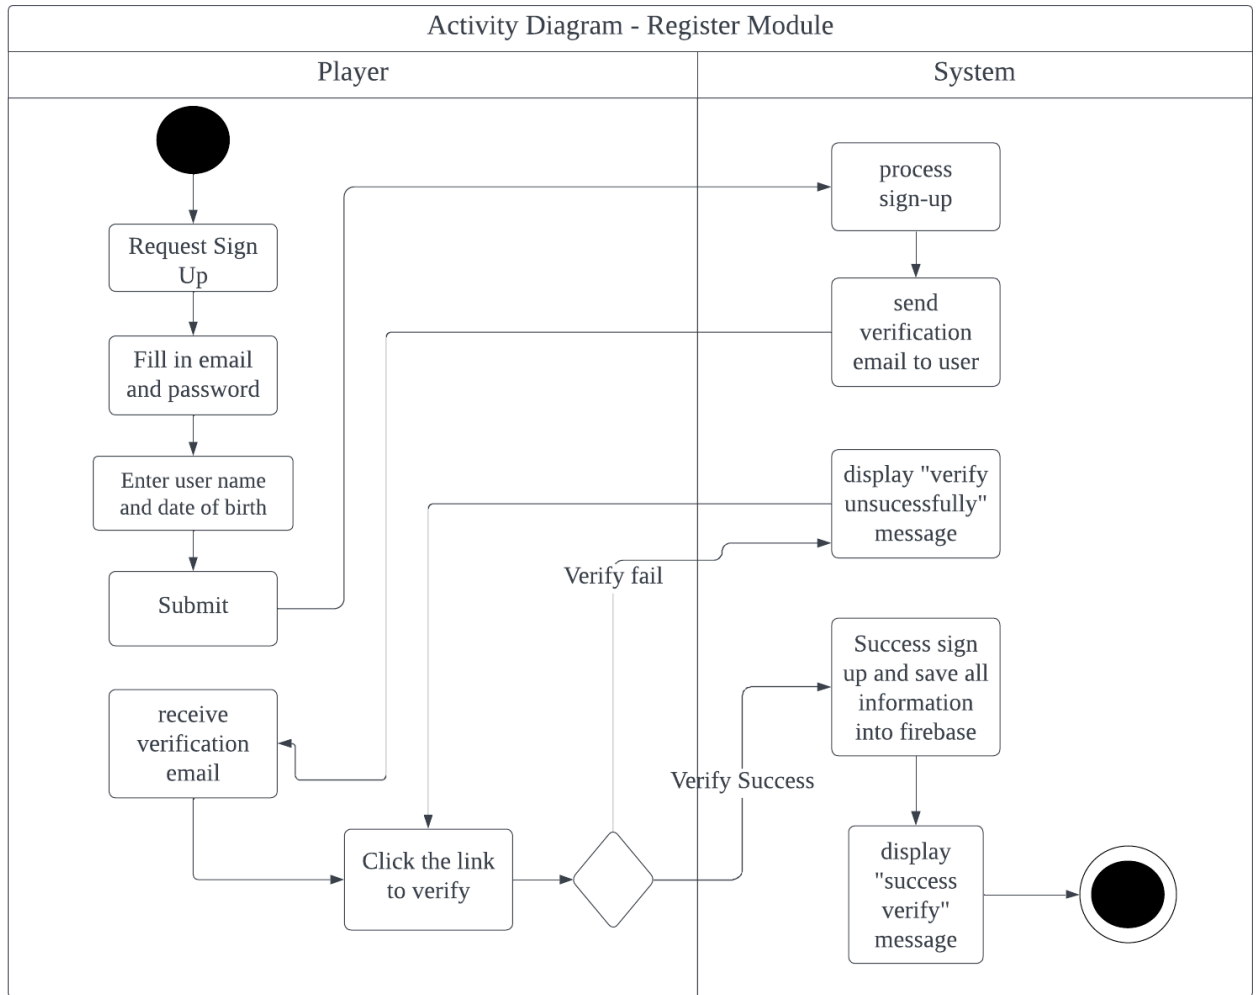 Activity Diagram - Register Module
Player
System
Request Sign
Up
Fill in email
and password
Enter user name
and date of birth
Submit
process
sign-up
send
verification
email to user
receive
verification
email
Click the link
to verify
Verify fail
display "verify
unsucessfully"
message
Verify Success
Success sign
up and save all
information
into firebase
display
"success
verify"
message